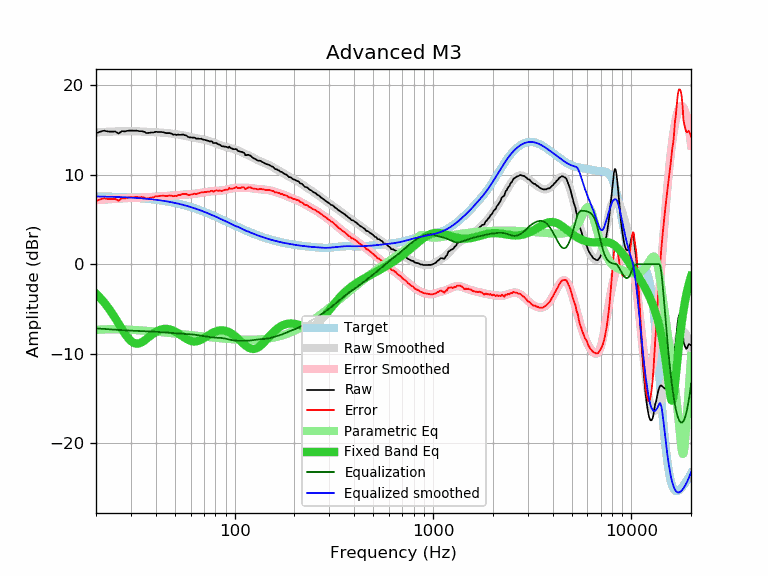 Advanced M3
20
10
0
−10
−20
Amplitude (dBr)
Target
Raw Smoothed
Error Smoothed
Raw
Error
Parametric Eq
Fixed Band Eq
Equalization
Equalized smoothed
100
1000
10000
Frequency (Hz)